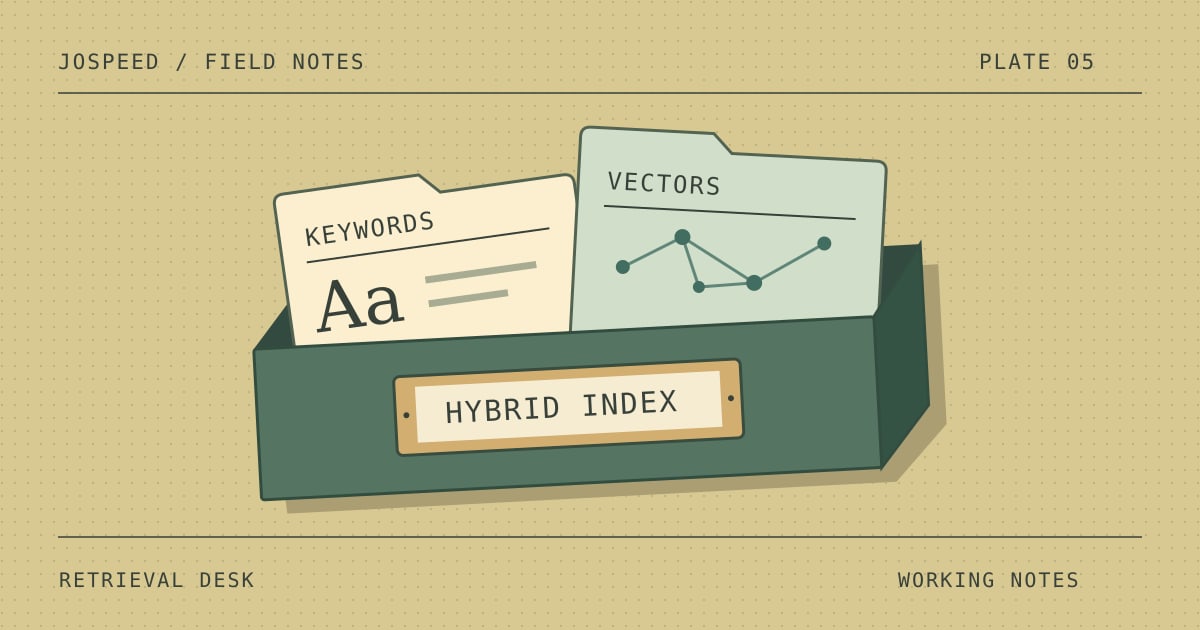 JOSPEED / FIELD NOTES
PLATE 05
KEYWORDS
Aa
VECTORS
HYBRID INDEX
RETRIEVAL DESK
WORKING NOTES